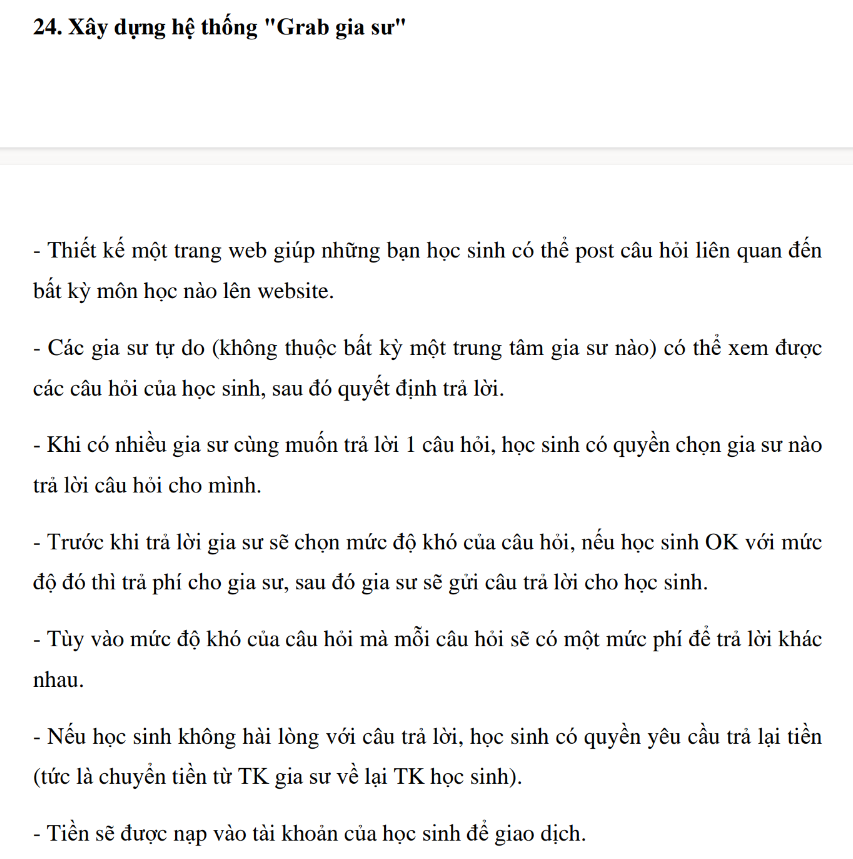 24. Xây dựng hệ thống "Grab gia sư"
- Thiết kế một trang web giúp những bạn học sinh có thể post câu hỏi liên quan đến
bất kỳ môn học nào lên website.
- Các gia sư tự do (không thuộc bất kỳ một trung tâm gia sư nào) có thể xem được
các câu hỏi của học sinh, sau đó quyết định trả lời.
- Khi có nhiều gia sư cùng muốn trả lời 1 câu hỏi, học sinh có quyền chọn gia sư nào
trả lời câu hỏi cho mình.
- Trước khi trả lời gia sư sẽ chọn mức độ khó của câu hỏi, nếu học sinh OK với mức
độ đó thì trả phí cho gia sư, sau đó gia sư sẽ gửi câu trả lời cho học sinh.
- Tùy vào mức độ khó của câu hỏi mà mỗi câu hỏi sẽ có một mức phí để trả lời khác
nhau.
- Nếu học sinh không hài lòng với câu trả lời, học sinh có quyền yêu cầu trả lại tiền
(tức là chuyển tiền từ TK gia sư về lại TK học sinh).
- Tiền sẽ được nạp vào tài khoản của học sinh để giao dịch.